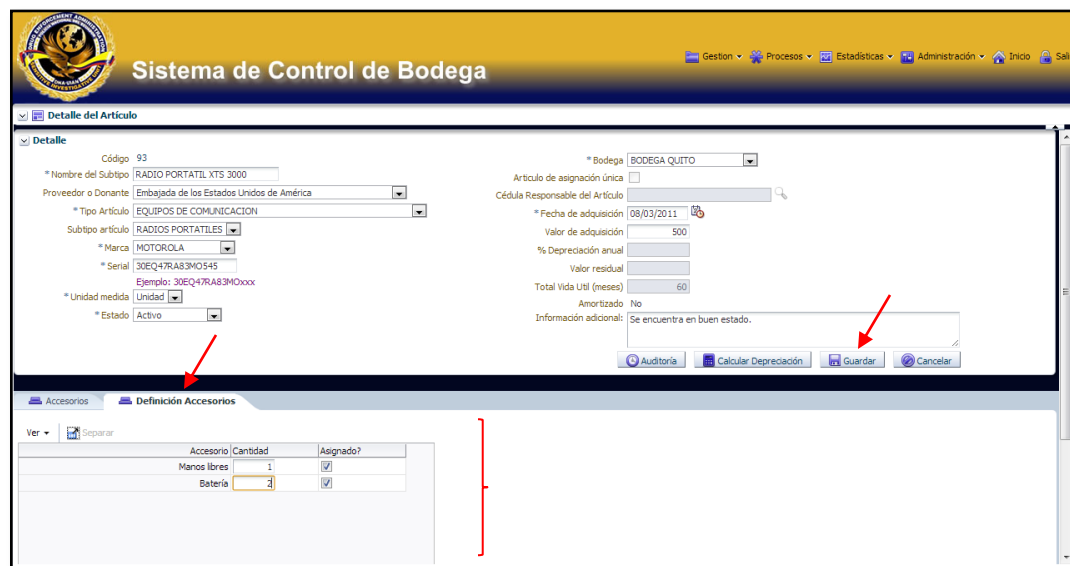 Sistema de Control de Bodega
Gestion Procesos Estadísticas Administración Inicio Sali
Detalle del Artículo
Detalle
Código 93
* Nombre del Subtipo RADIO PORTATIL XTS 3000
Proveedor o Donante Embajada de los Estados Unidos de América
* Tipo Artículo EQUIPOS DE COMUNICACION
Subtipo artículo RADIOS PORTATILES
* Marca MOTOROLA
* Serial 30EQ47RA83MO545
Ejemplo: 30EQ47RA83MOxxx
* Unidad medida Unidad
* Estado Activo
* Bodega BODEGA QUITO
Articulo de asignación única
Cédula Responsable del Artículo
* Fecha de adquisición 08/03/2011
Valor de adquisición 500
% Depreciación anual
Valor residual
Total Vida Util (meses) 60
Amortizado No
Información adicional: Se encuentra en buen estado.
Auditoría Calcular Depreciación Guardar Cancelar
Accesorios Definición Accesorios
Ver Separar
Accesorio Cantidad Asignado?
Manos libres 1
Batería 2